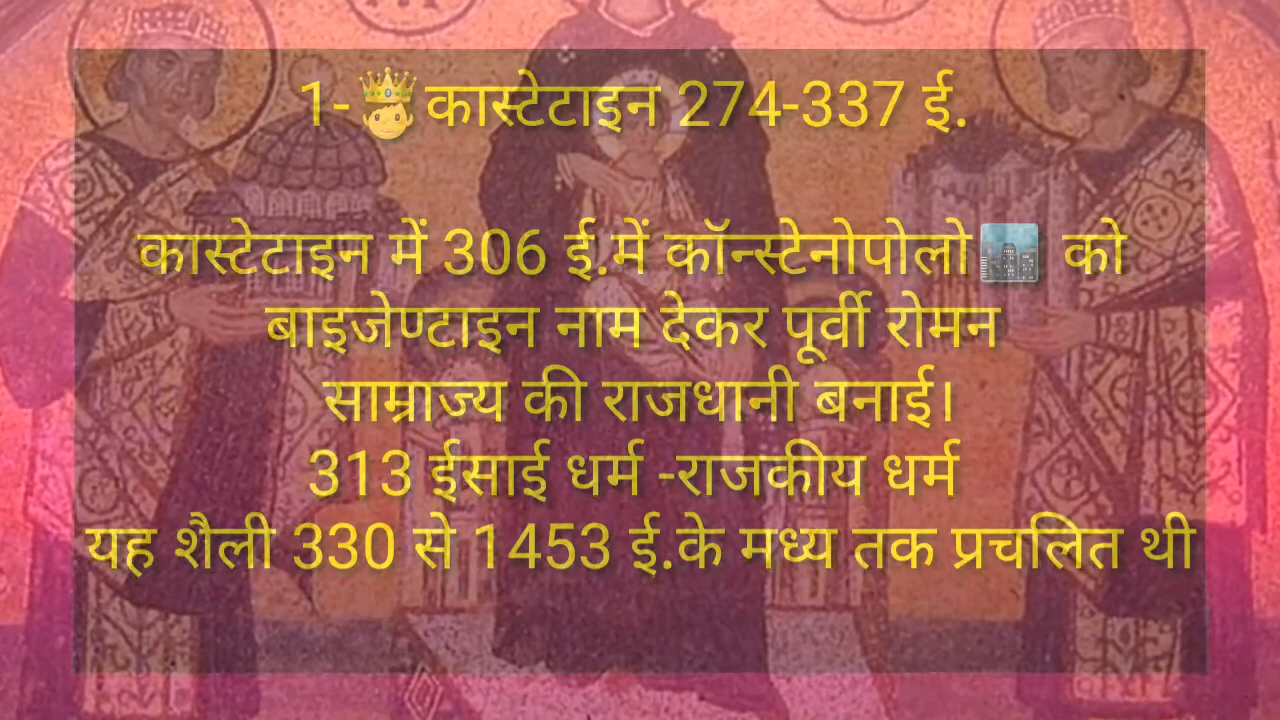 1-🤴कास्टेटाइन 274-337 ई.
कास्टेटाइन में 306 ई.में कॉन्स्टेनोपोलो🏙 को
बाइजेण्टाइन नाम देकर पूर्वी रोमन
साम्राज्य की राजधानी बनाई।
313 ईसाई धर्म -राजकीय धर्म
यह शैली 330 से 1453 ई.के मध्य तक प्रचलित थी